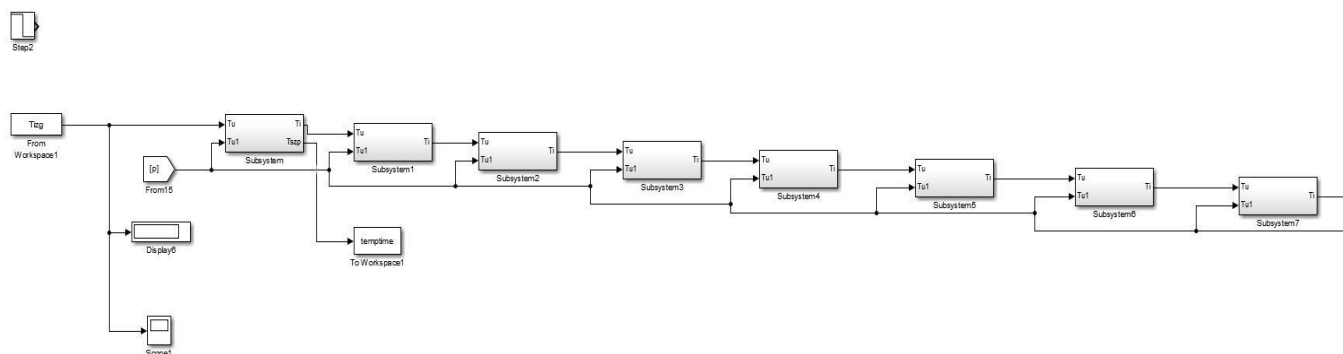 Step2
Tizg
From
Workspace1
[p]
From15
Display6
Scope1
Tu
Tu1
Ti
Tszp
Subsystem
temptime
To Workspace1
Tu
Tu1
Ti
Subsystem1
Tu
Tu1
Ti
Subsystem2
Tu
Tu1
Ti
Subsystem3
Tu
Tu1
Ti
Subsystem4
Tu
Tu1
Ti
Subsystem5
Tu
Tu1
Ti
Subsystem6
Tu
Tu1
Ti
Subsystem7